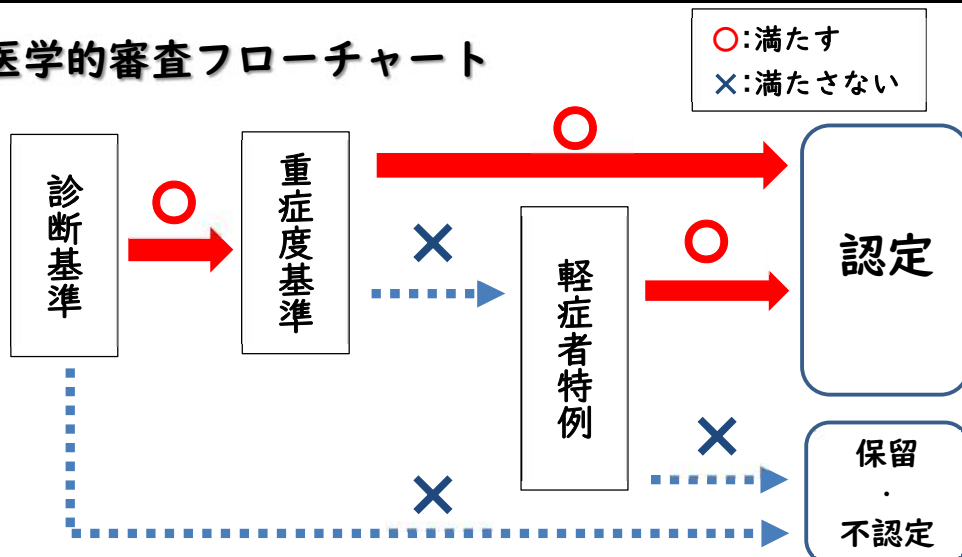 医学的審査フローチャート
○:満たす
×:満たさない
診断基準
○
重症度基準
○
×
軽症者特例
○
×
×
認定
保留
・
不認定